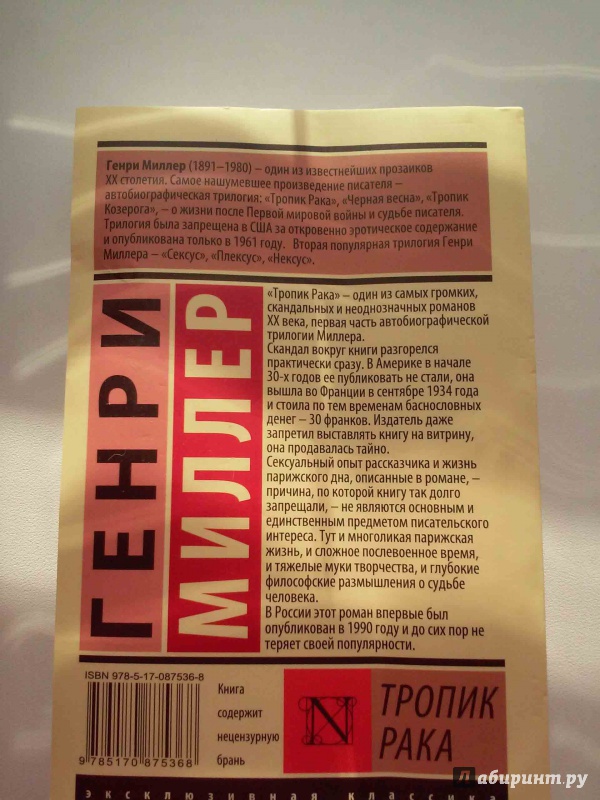 Генри Миллер (1891–1980) – один из известнейших прозаиков
XX столетия. Самое нашумевшее произведение писателя –
автобиографическая трилогия: «Тропик Рака», «Черная весна», «Тропик
Козерога», – о жизни после Первой мировой войны и судьбе писателя.
Трилогия была запрещена в США за откровенно эротическое содержание
и опубликована только в 1961 году. Вторая популярная трилогия Генри
Миллера – «Сексус», «Плексус», «Нексус».
ГЕНРИ
МИЛЛЕР
«Тропик Рака» – один из самых громких,
скандальных и неоднозначных романов
XX века, первая часть автобиографической
трилогии Миллера.
Скандал вокруг книги разгорелся
практически сразу. В Америке в начале
30-х годов ее публиковать не стали, она
вышла во Франции в сентябре 1934 года
и стоила по тем временам баснословных
денег – 30 франков. Издатель даже
запретил выставлять книгу на витрину,
она продавалась тайно.
Сексуальный опыт рассказчика и жизнь
парижского дна, описанные в романе, –
причина, по которой книгу так долго
запрещали, – не являются основным и
единственным предметом писательского
интереса. Тут и многоликая парижская
жизнь, и сложное послевоенное время,
и тяжелые муки творчества, и глубокие
философские размышления о судьбе
человека.
В России этот роман впервые был
опубликован в 1990 году и до сих пор не
теряет своей популярности.
ISBN 978-5-17-087536-8
9 785170 875368
Книга
содержит
нецензурную
брань
N
ТРОПИК
РАКА
эксклюзивная классика
Лабиринт.ру